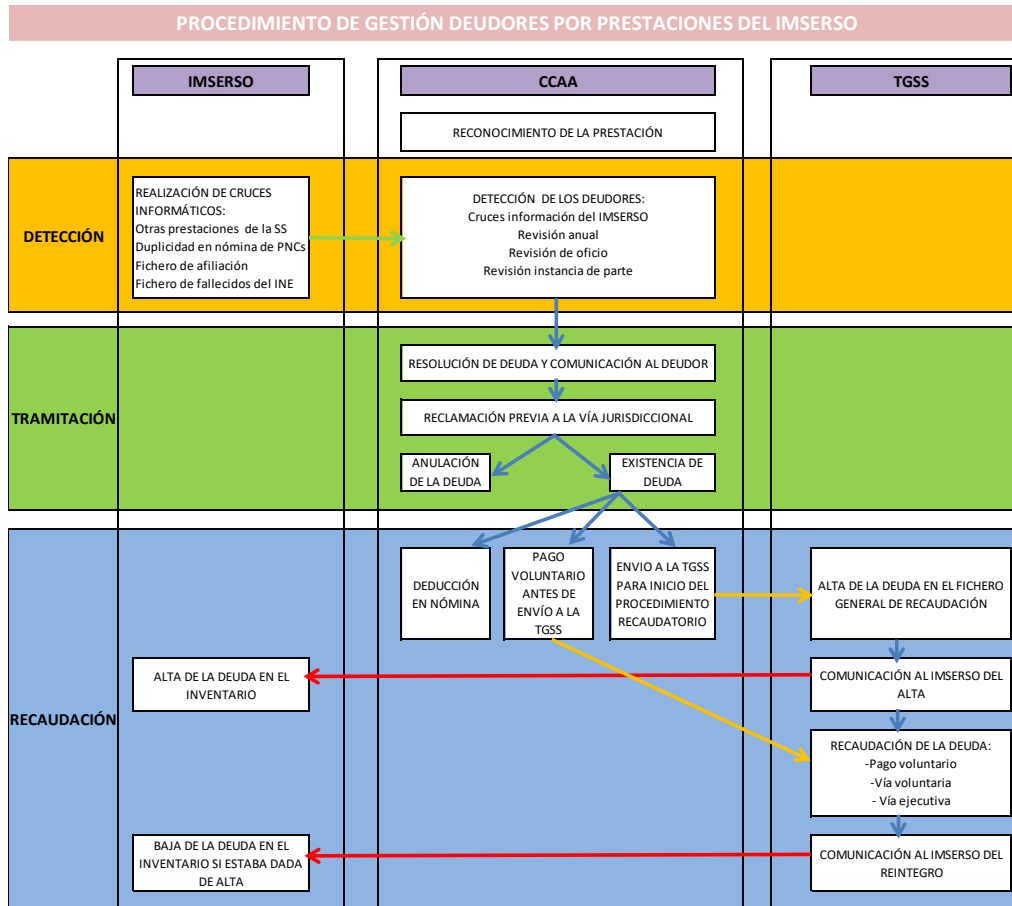 PROCEDIMIENTO DE GESTIÓN DEUDORES POR PRESTACIONES DEL IMSERSO
IMSERSO
CCAA
TGSS
RECONOCIMIENTO DE LA PRESTACIÓN
DETECCIÓN
REALIZACIÓN DE CRUCES
INFORMÁTICOS:
Otras prestaciones de la SS
Duplicidad en nómina de PNCs
Fichero de afiliación
Fichero de fallecidos del INE
DETECCIÓN DE LOS DEUDORES:
Cruces información del IMSERSO
Revisión anual
Revisión de oficio
Revisión instancia de parte
TRAMITACIÓN
RESOLUCIÓN DE DEUDA Y COMUNICACIÓN AL DEUDOR
RECLAMACIÓN PREVIA A LA VÍA JURISDICCIONAL
ANULACIÓN
DE LA DEUDA
EXISTENCIA DE
DEUDA
RECAUDACIÓN
DEDUCCIÓN
EN NÓMINA
PAGO
VOLUNTARIO
ANTES DE
ENVÍO A LA
TGSS
ENVIO A LA TGSS
PARA INICIO DEL
PROCEDIMIENTO
RECAUDATORIO
ALTA DE LA DEUDA EN EL FICHERO
GENERAL DE RECAUDACIÓN
ALTA DE LA DEUDA EN EL
INVENTARIO
COMUNICACIÓN AL IMSERSO DEL
ALTA
RECAUDACIÓN DE LA DEUDA:
-Pago voluntario
-Vía voluntaria
- Vía ejecutiva
BAJA DE LA DEUDA EN EL
INVENTARIO SI ESTABA DADA
DE ALTA
COMUNICACIÓN AL IMSERSO DEL
REINTEGRO